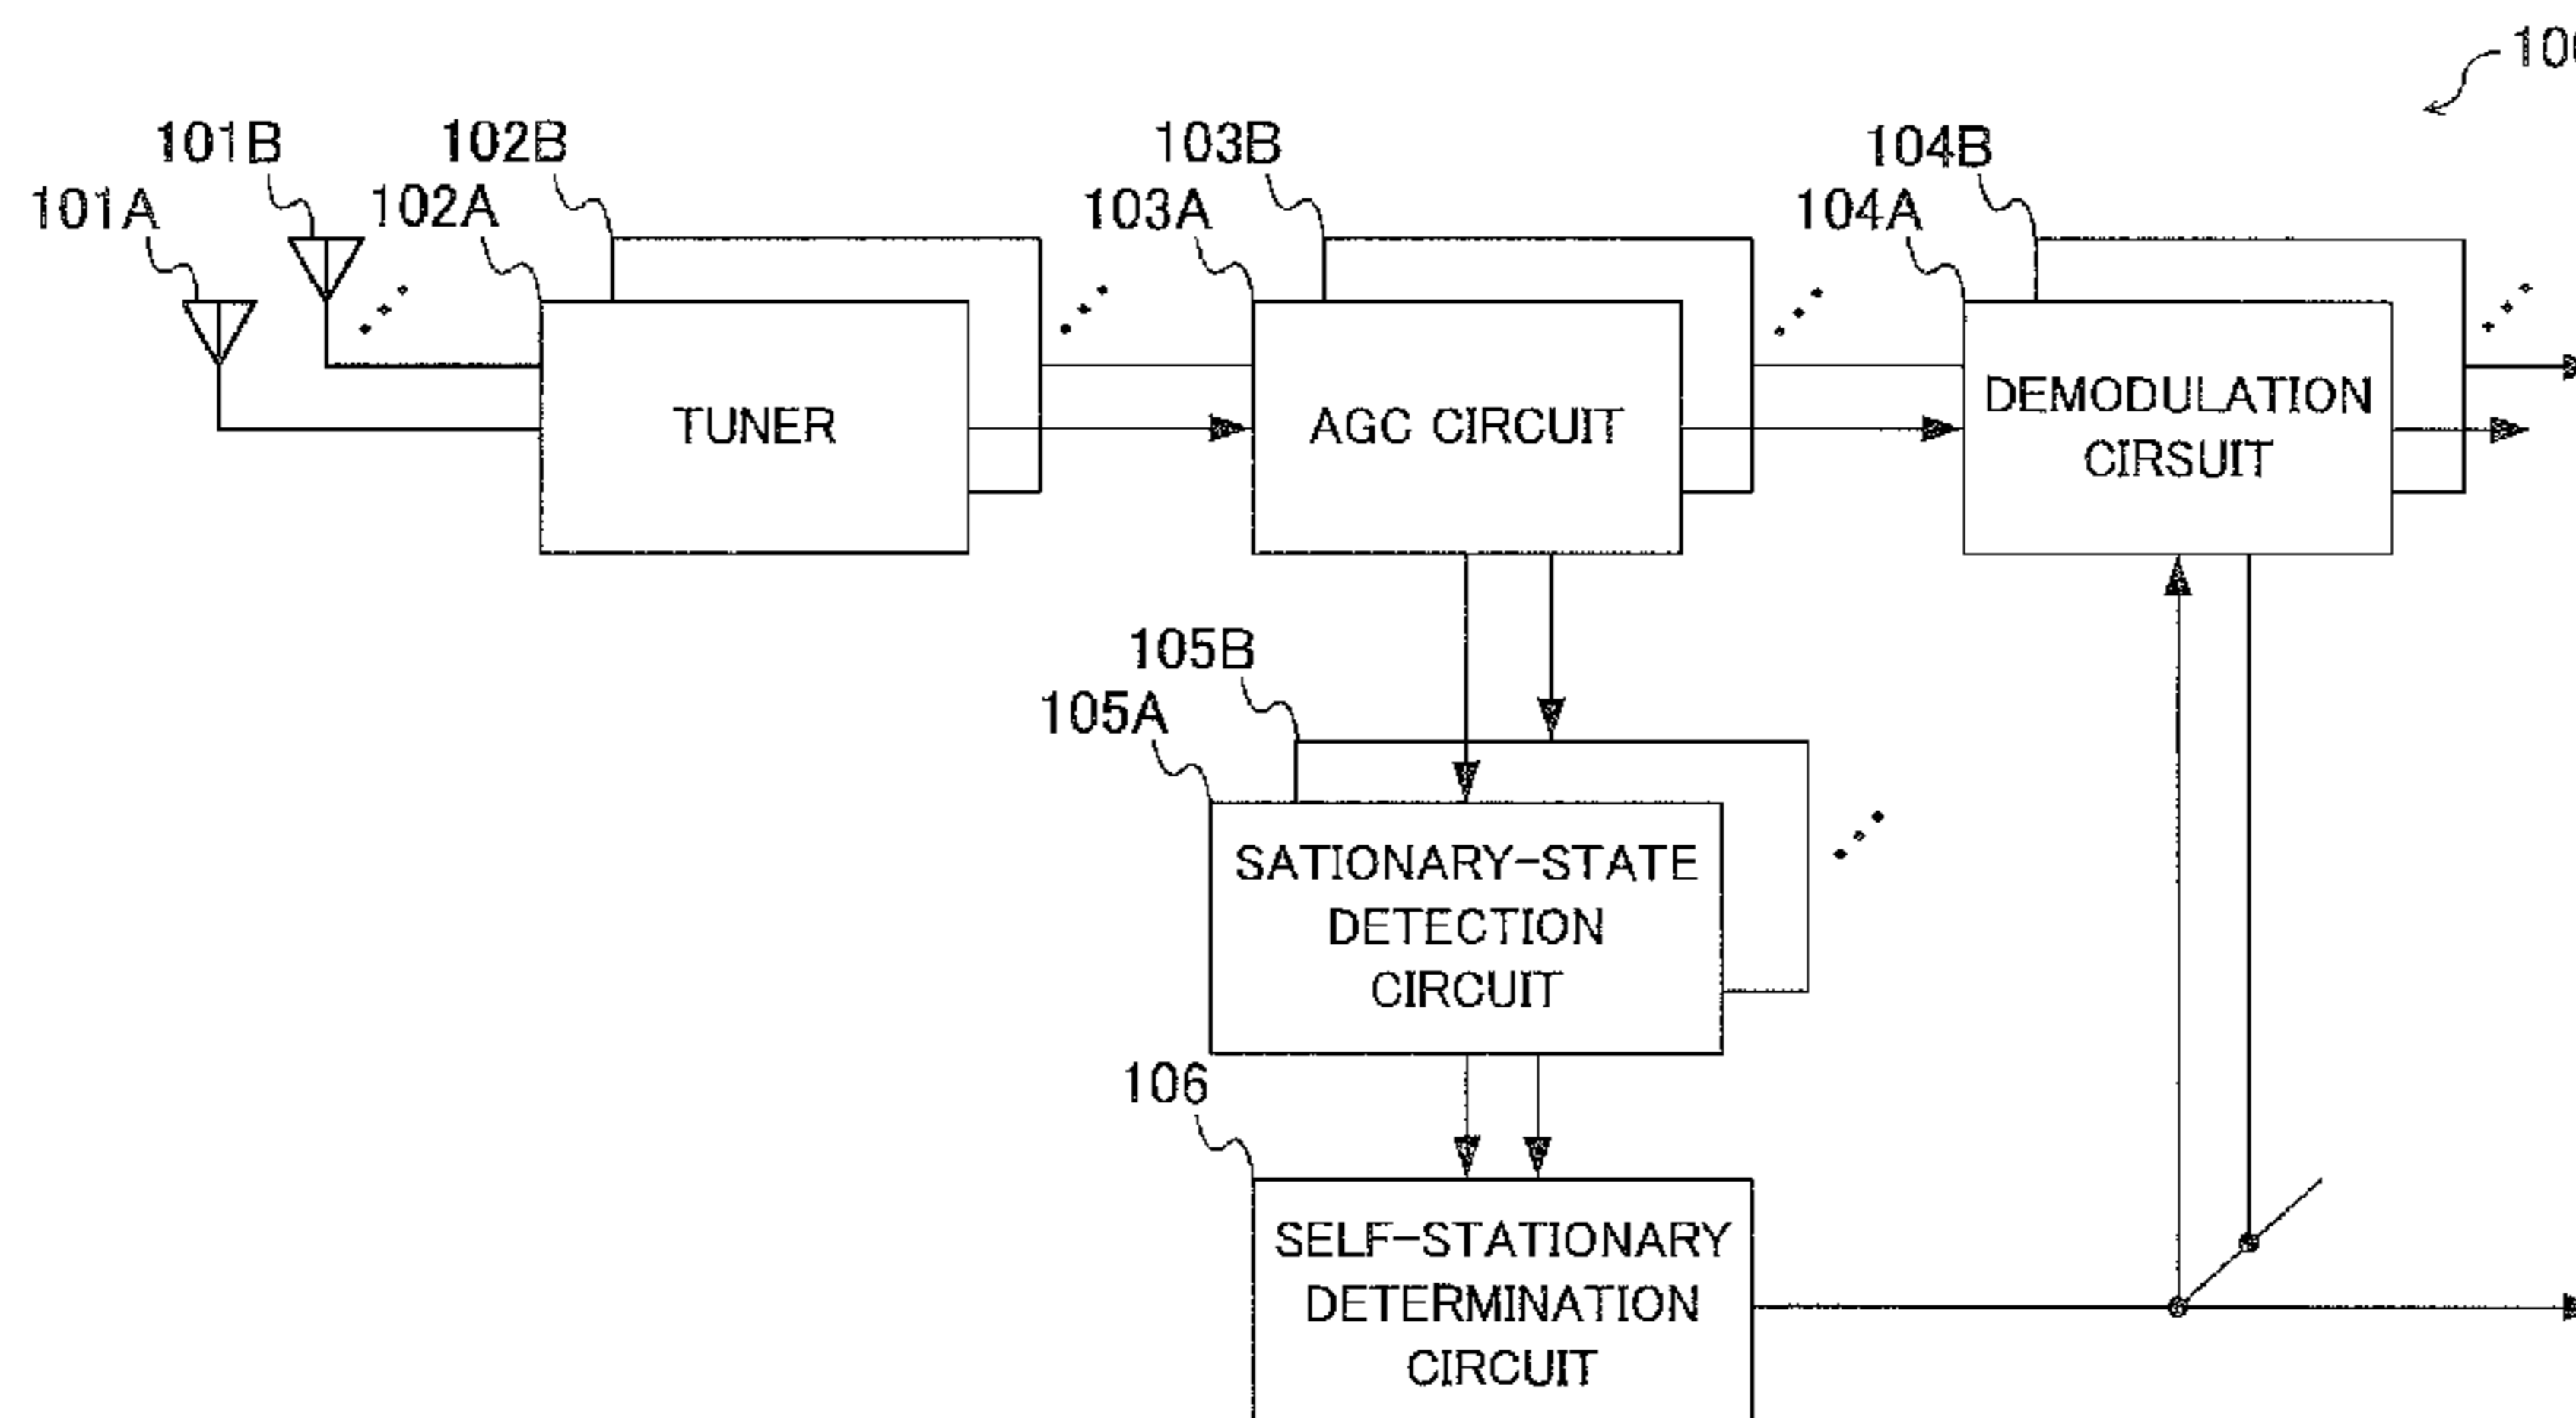 100
101B
102B
103B
104B
101A
102A
103A
104A
TUNER
AGC CIRCUIT
DEMODULATION
CIRSUIT
105B
105A
SATIONARY-STATE
DETECTION
CIRCUIT
106
SELF-STATIONARY
DETERMINATION
CIRCUIT